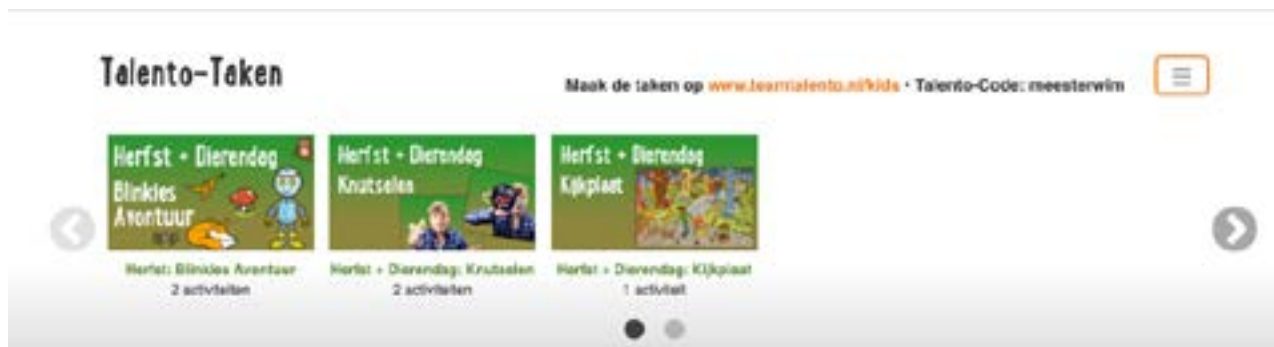 Talento-Taken
Maak de taken op www.teamtalento.nl/kids • Talento-Code: meesterwim
Herfst + Dierendag
Blinkies
Avontuur
Herfst + Dierendag
Knutselen
Herfst + Dierendag
Kijkplaat
Herfst: Blinkies Avontuur
2 activiteiten
Herfst + Dierendag: Knutselen
2 activiteiten
Herfst + Dierendag: Kijkplaat
1 activiteit